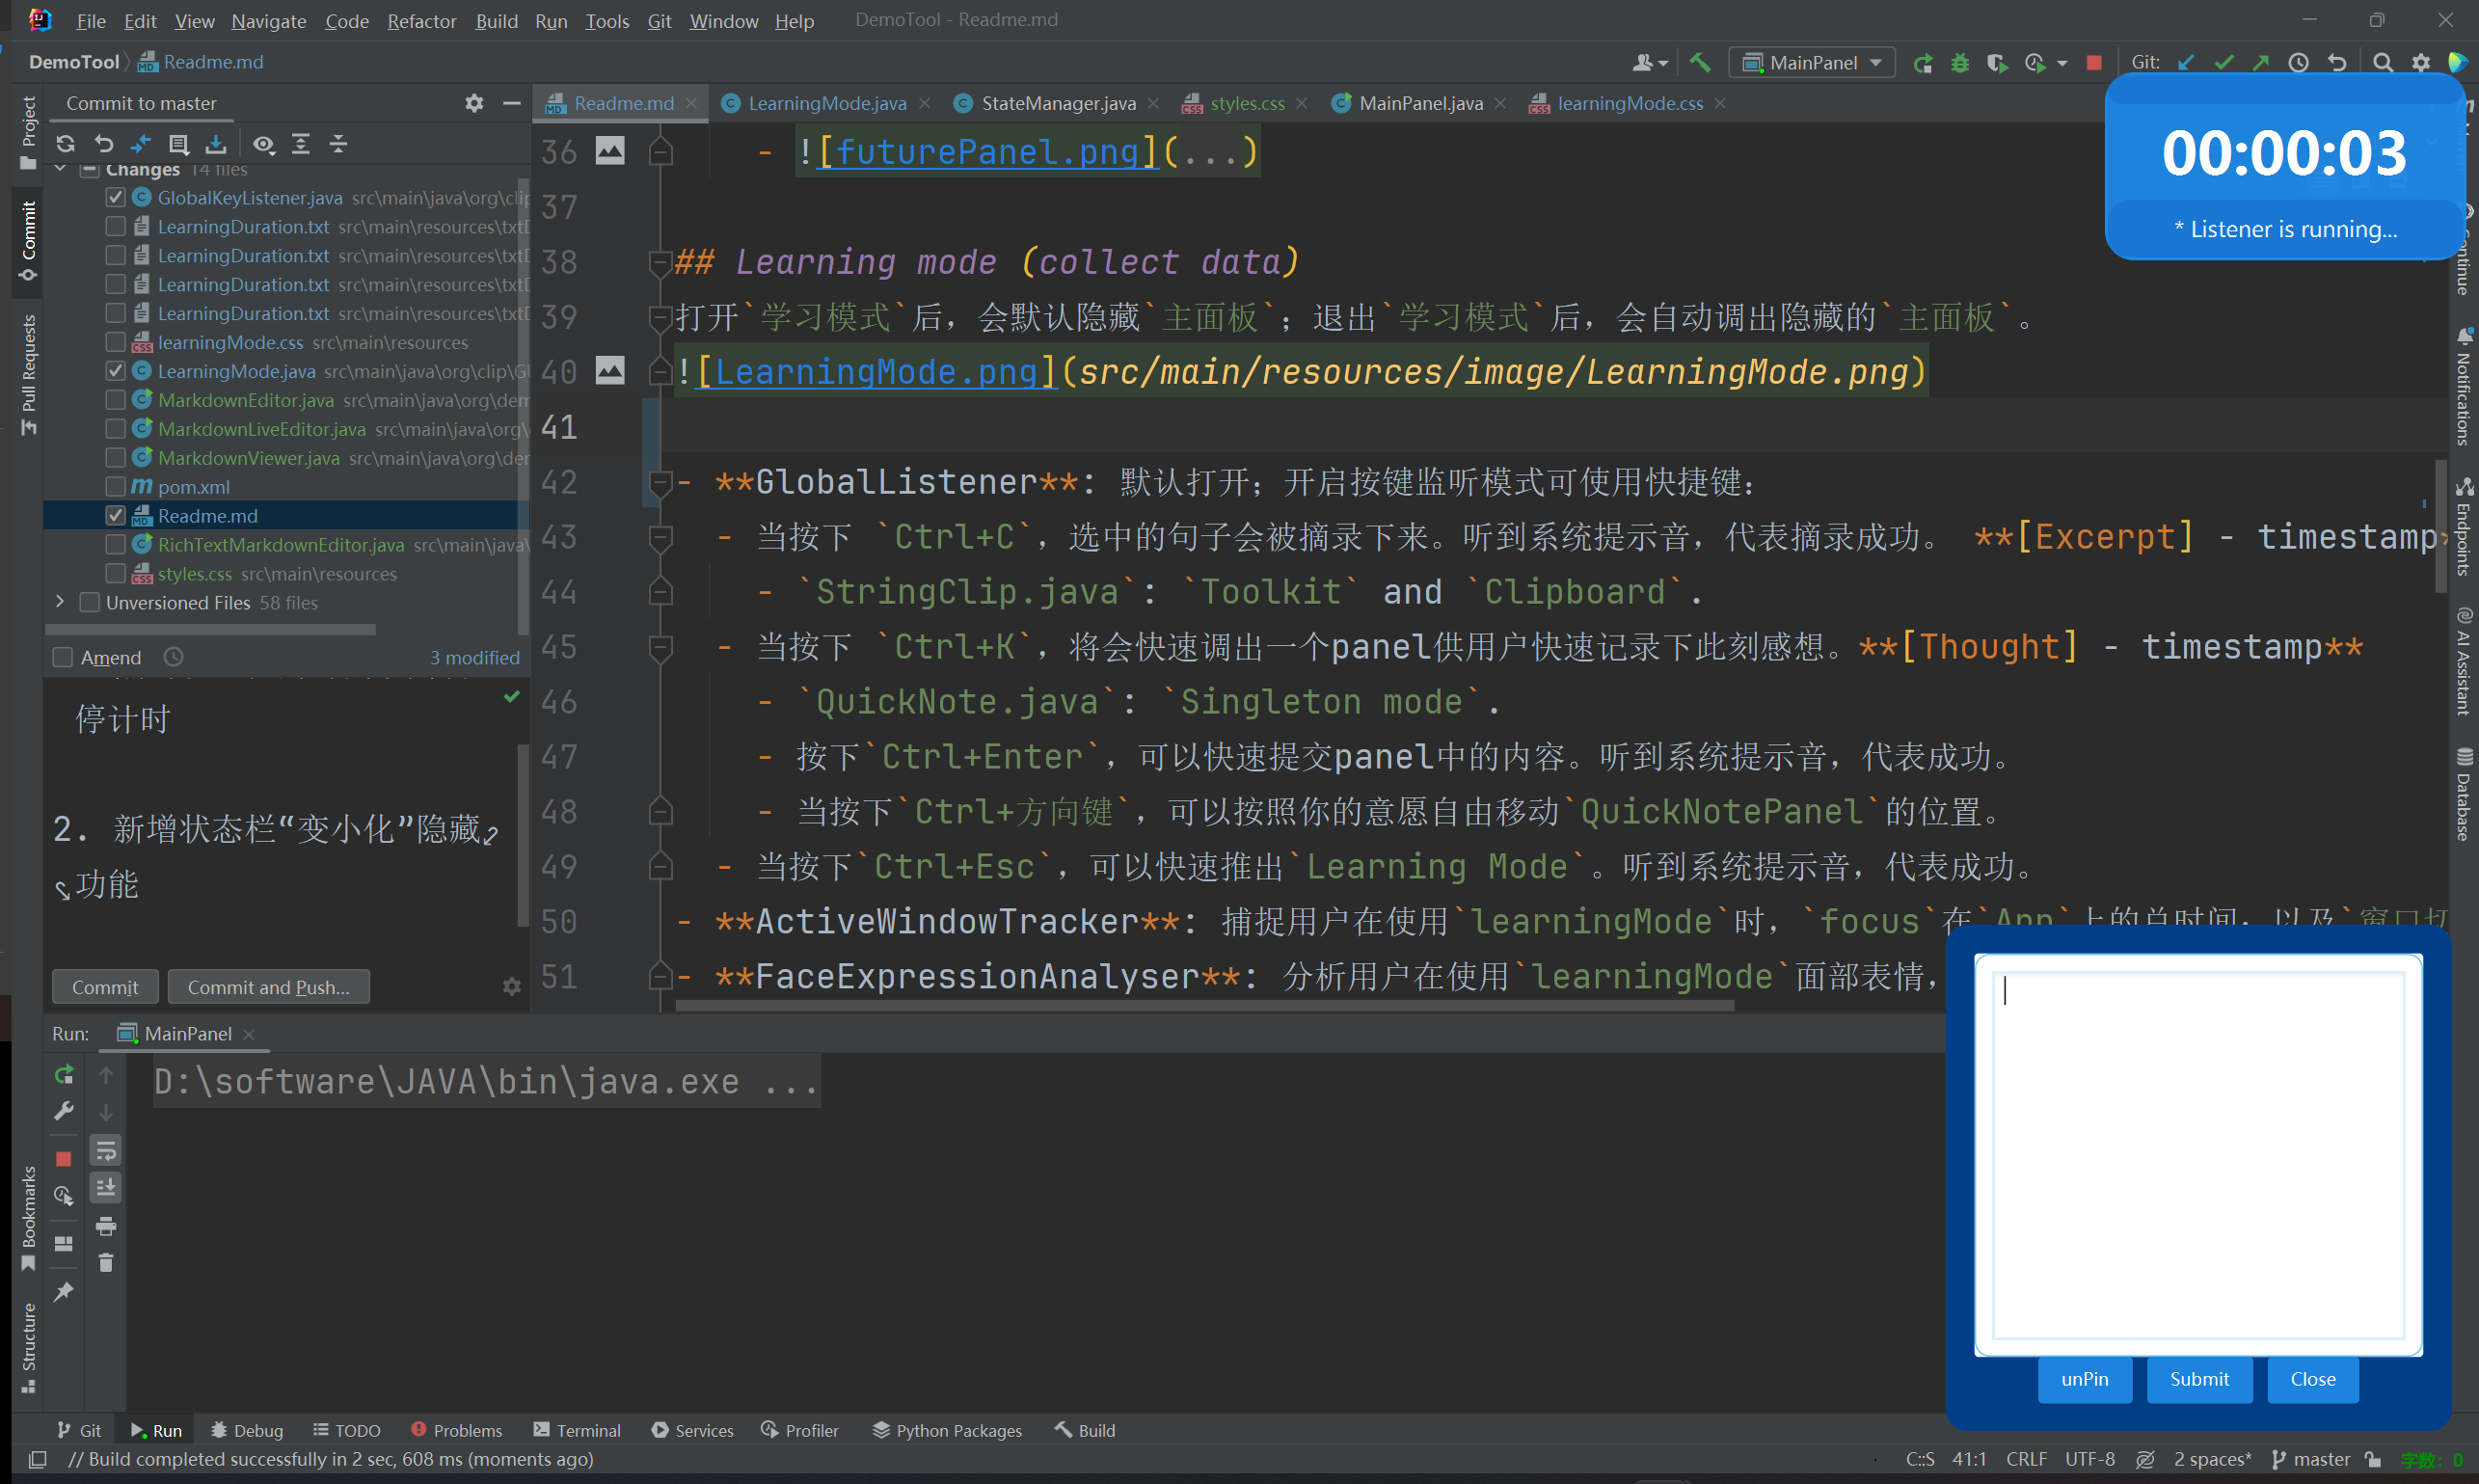 File Edit View Navigate Code Refactor Build Run Tools Git Window Help DemoTool - Readme.md
DemoTool Readme.md
MainPanel
Git:
Project
Commit
Pull Requests
Bookmarks
Structure
Commit to master
Changes 14 files
GlobalKeyListener.java src\main\java\org\clip
LearningDuration.txt src\main\resources\txt
LearningDuration.txt src\main\resources\txt
LearningDuration.txt src\main\resources\txt
LearningDuration.txt src\main\resources\txt
learningMode.css src\main\resources
LearningMode.java src\main\java\org\clip\G
MarkdownEditor.java src\main\java\org\dem
MarkdownLiveEditor.java src\main\java\org\
MarkdownViewer.java src\main\java\org\der
pom.xml
Readme.md
RichTextMarkdownEditor.java src\main\java\
styles.css src\main\resources
Unversioned Files 58 files
Amend
3 modified
停计时
2. 新增状态栏“变小化”隐藏
功能
Commit
Commit and Push...
Readme.md LearningMode.java StateManager.java styles.css MainPanel.java learningMode.css
36 - ![futurePanel.png](...)
37
38 ## Learning mode (collect data)
39 打开`学习模式`后，会默认隐藏`主面板`；退出`学习模式`后，会自动调出隐藏的`主面板`。
40 ![LearningMode.png](src/main/resources/image/LearningMode.png)
41
42 - **GlobalListener**: 默认打开；开启按键监听模式可使用快捷键：
43 - 当按下 `Ctrl+C`，选中的句子会被摘录下来。听到系统提示音，代表摘录成功。 **[Excerpt] - timestamp*
44 - `StringClip.java`: `Toolkit` and `Clipboard`.
45 - 当按下 `Ctrl+K`，将会快速调出一个panel供用户快速记录下此刻感想。**[Thought] - timestamp**
46 - `QuickNote.java`: `Singleton mode`.
47 - 按下`Ctrl+Enter`，可以快速提交panel中的内容。听到系统提示音，代表成功。
48 - 当按下`Ctrl+方向键`，可以按照你的意愿自由移动`QuickNotePanel`的位置。
49 - 当按下`Ctrl+Esc`，可以快速推出`Learning Mode`。听到系统提示音，代表成功。
50 - **ActiveWindowTracker**: 捕捉用户在使用`learningMode`时，`focus`在`App`上的总时间；以及`窗口切
51 - **FaceExpressionAnalyser**: 分析用户在使用`learningMode`面部表情，
00:00:03
* Listener is running...
Notifications
Endpoints
AI Assistant
Database
unPin
Submit
Close
Run: MainPanel
D:\software\JAVA\bin\java.exe ...
Git Run Debug TODO Problems Terminal Services Profiler Python Packages Build
// Build completed successfully in 2 sec, 608 ms (moments ago)
C::S 41:1 CRLF UTF-8 2 spaces* master 字数：0